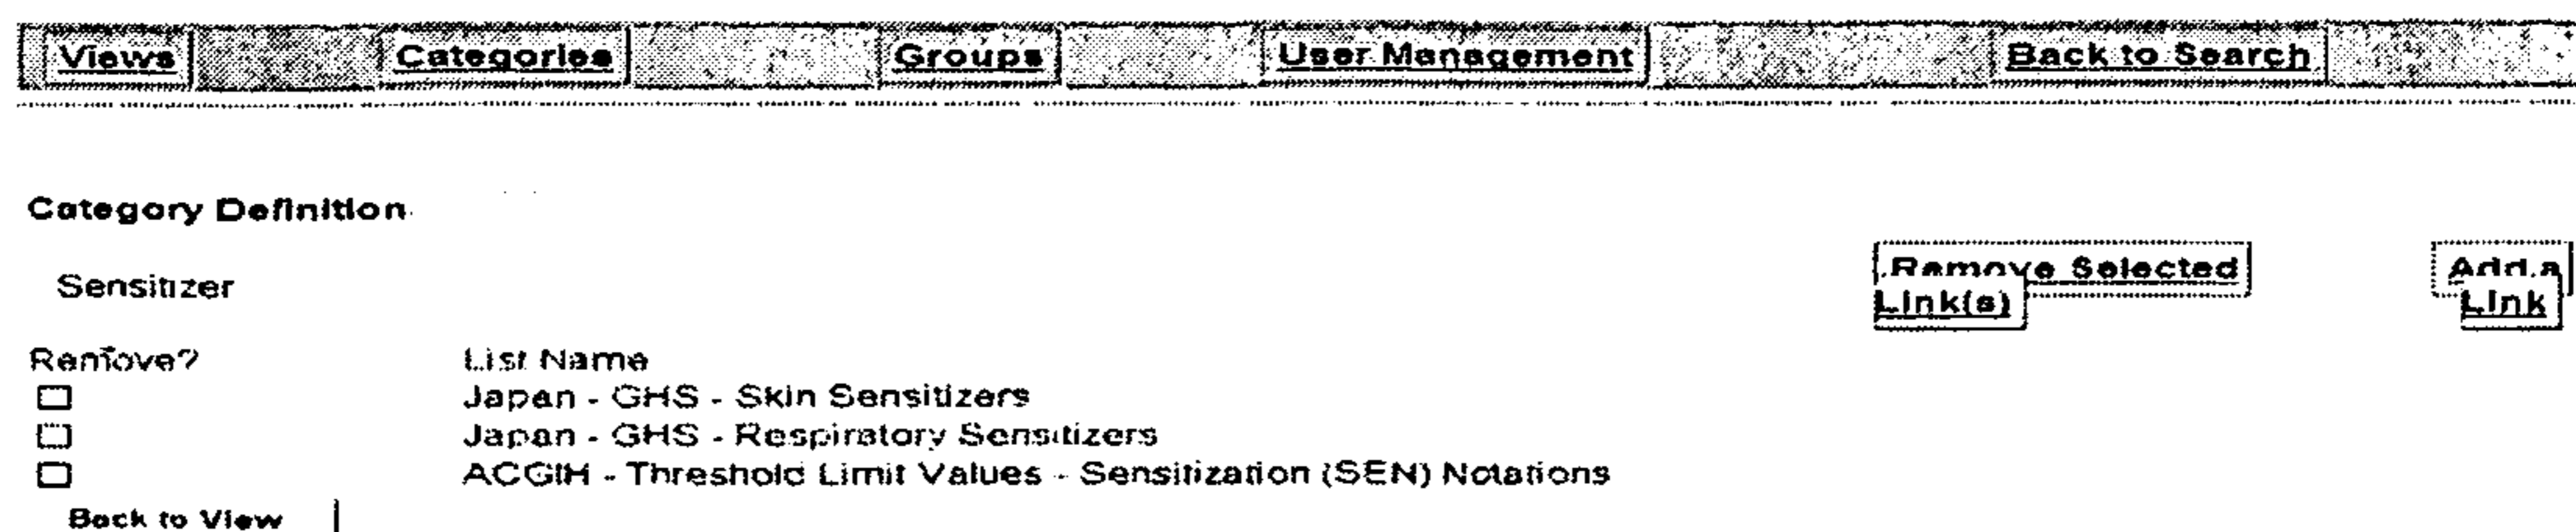 Views Categories Groups User Management Back to Search
Category Definition
Sensitizer
Remove Selected Link(s)
Add a Link
Remove? List Name
Japan - GHS - Skin Sensitizers
Japan - GHS - Respiratory Sensitizers
ACGIH - Threshold Limit Values - Sensitization (SEN) Notations
Back to View